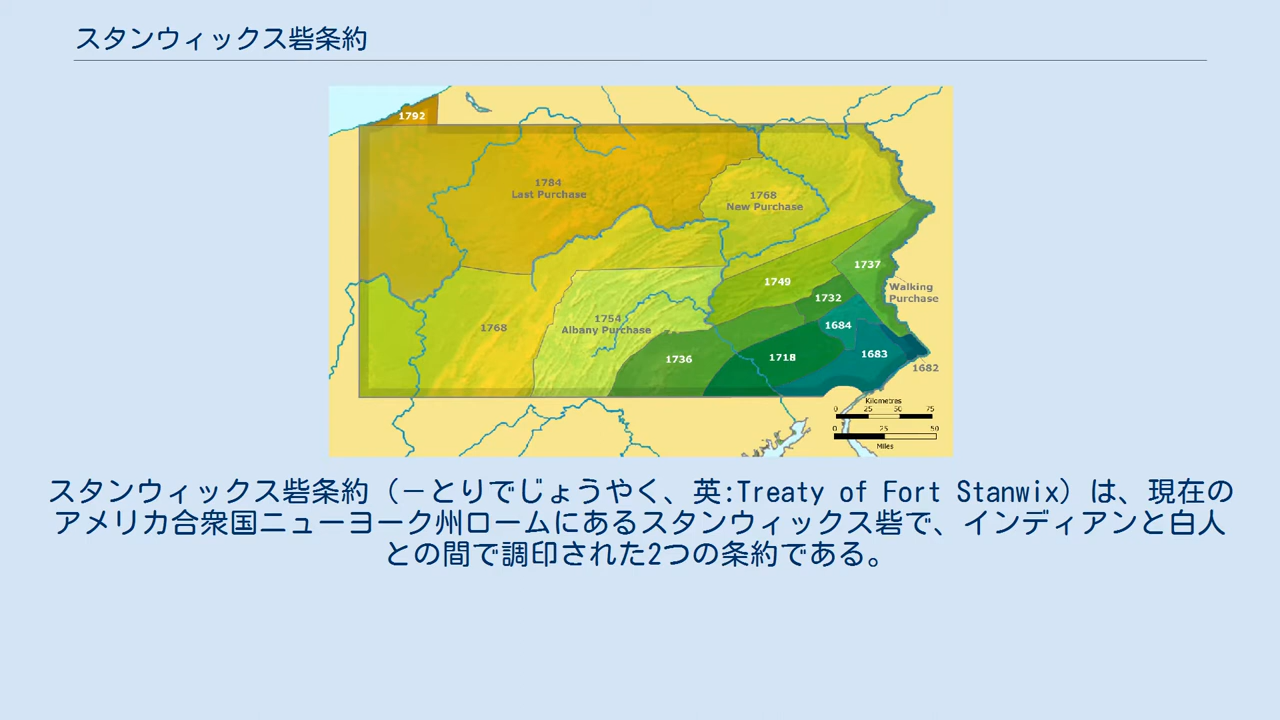 スタンウィックス砦条約
1792
1784
Last Purchase
1768
New Purchase
1737
Walking
Purchase
1749
1732
1684
1754
Albany Purchase
1768
1736
1718
1683
1682
Kilometres
0 25 50 75
0 25 50
Miles
スタンウィックス砦条約（－とりでじょうやく、英:Treaty of Fort Stanwix）は、現在の
アメリカ合衆国ニューヨーク州ロームにあるスタンウィックス砦で、インディアンと白人
との間で調印された2つの条約である。